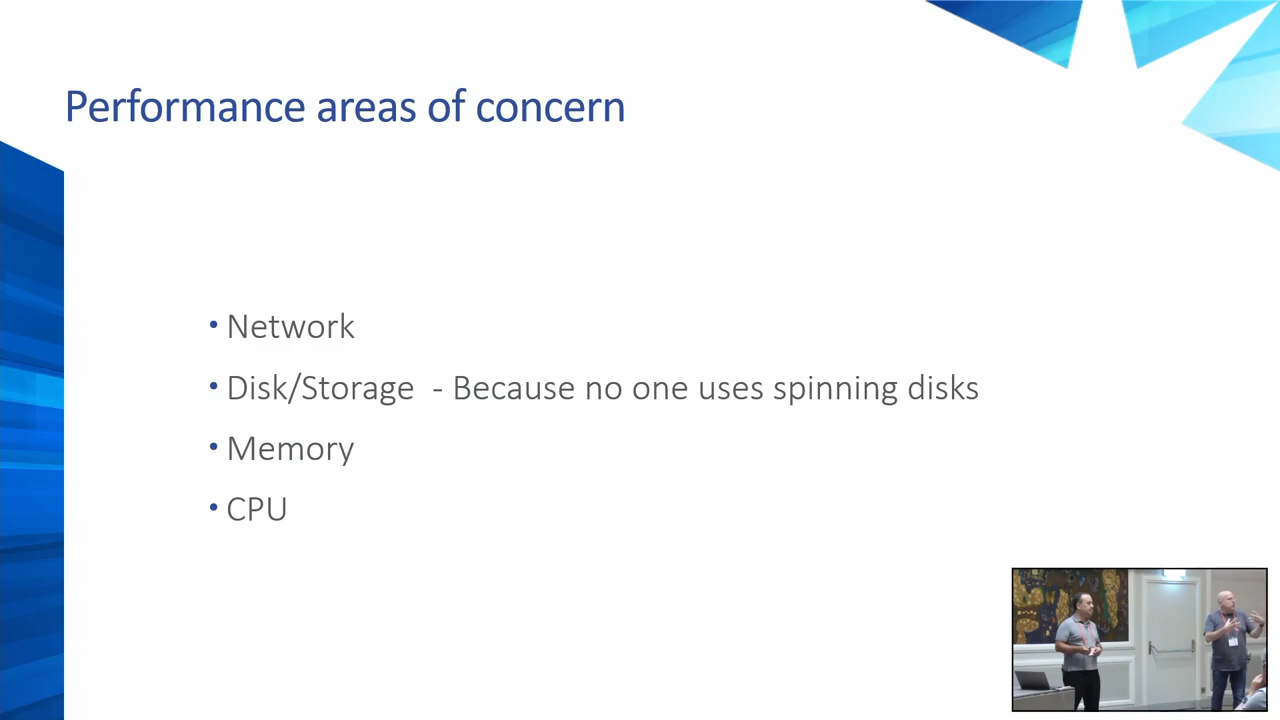 Performance areas of concern
• Network
• Disk/Storage  - Because no one uses spinning disks
• Memory
• CPU